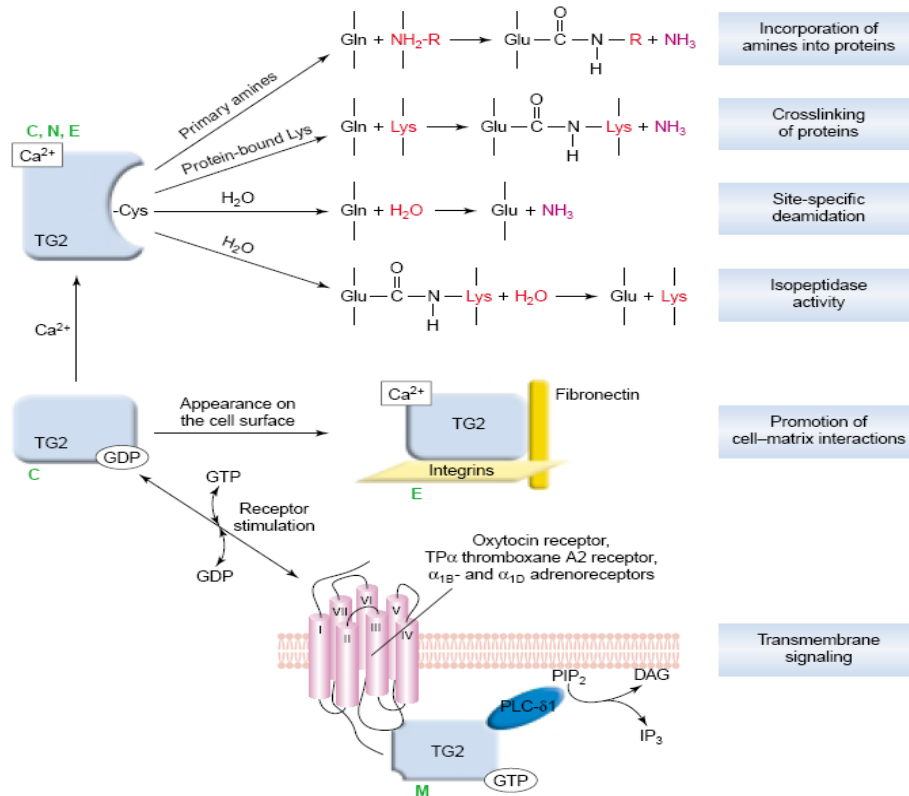 Gln + NH2-R → Glu — C — N — R + NH3
O
H
Incorporation of
amines into proteins
Primary amines
C, N, E
Ca2+
-Cys
TG2
Protein-bound Lys
Gln + Lys → Glu — C — N — Lys + NH3
O
H
Crosslinking
of proteins
H2O
Gln + H2O → Glu + NH3
Site-specific
deamidation
H2O
Glu — C — N — Lys + H2O → Glu + Lys
O
H
Isopeptidase
activity
Ca2+
TG2
GDP
C
Appearance on
the cell surface
Ca2+
TG2
Fibronectin
Integrins
E
Promotion of
cell–matrix interactions
GTP
GDP
Receptor
stimulation
Oxytocin receptor,
TPα thromboxane A2 receptor,
α1B- and α1D adrenoreceptors
I
VII
VI
V
II
III
IV
Transmembrane
signaling
PIP2
DAG
IP3
PLC-δ1
TG2
GTP
M